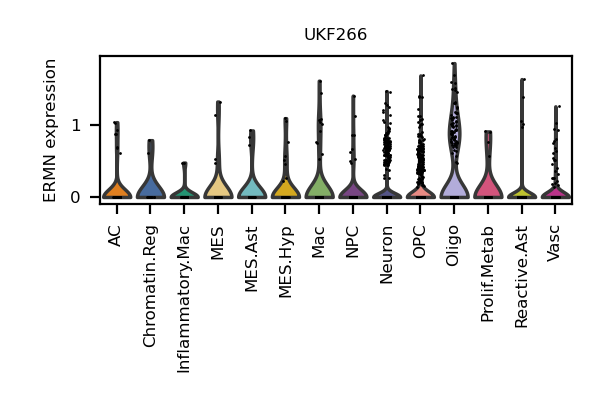 UKF266
ERMN expression
1
0
AC
Chromatin.Reg
Inflammatory.Mac
MES
MES.Ast
MES.Hyp
Mac
NPC
Neuron
OPC
Oligo
Prolif.Metab
Reactive.Ast
Vasc